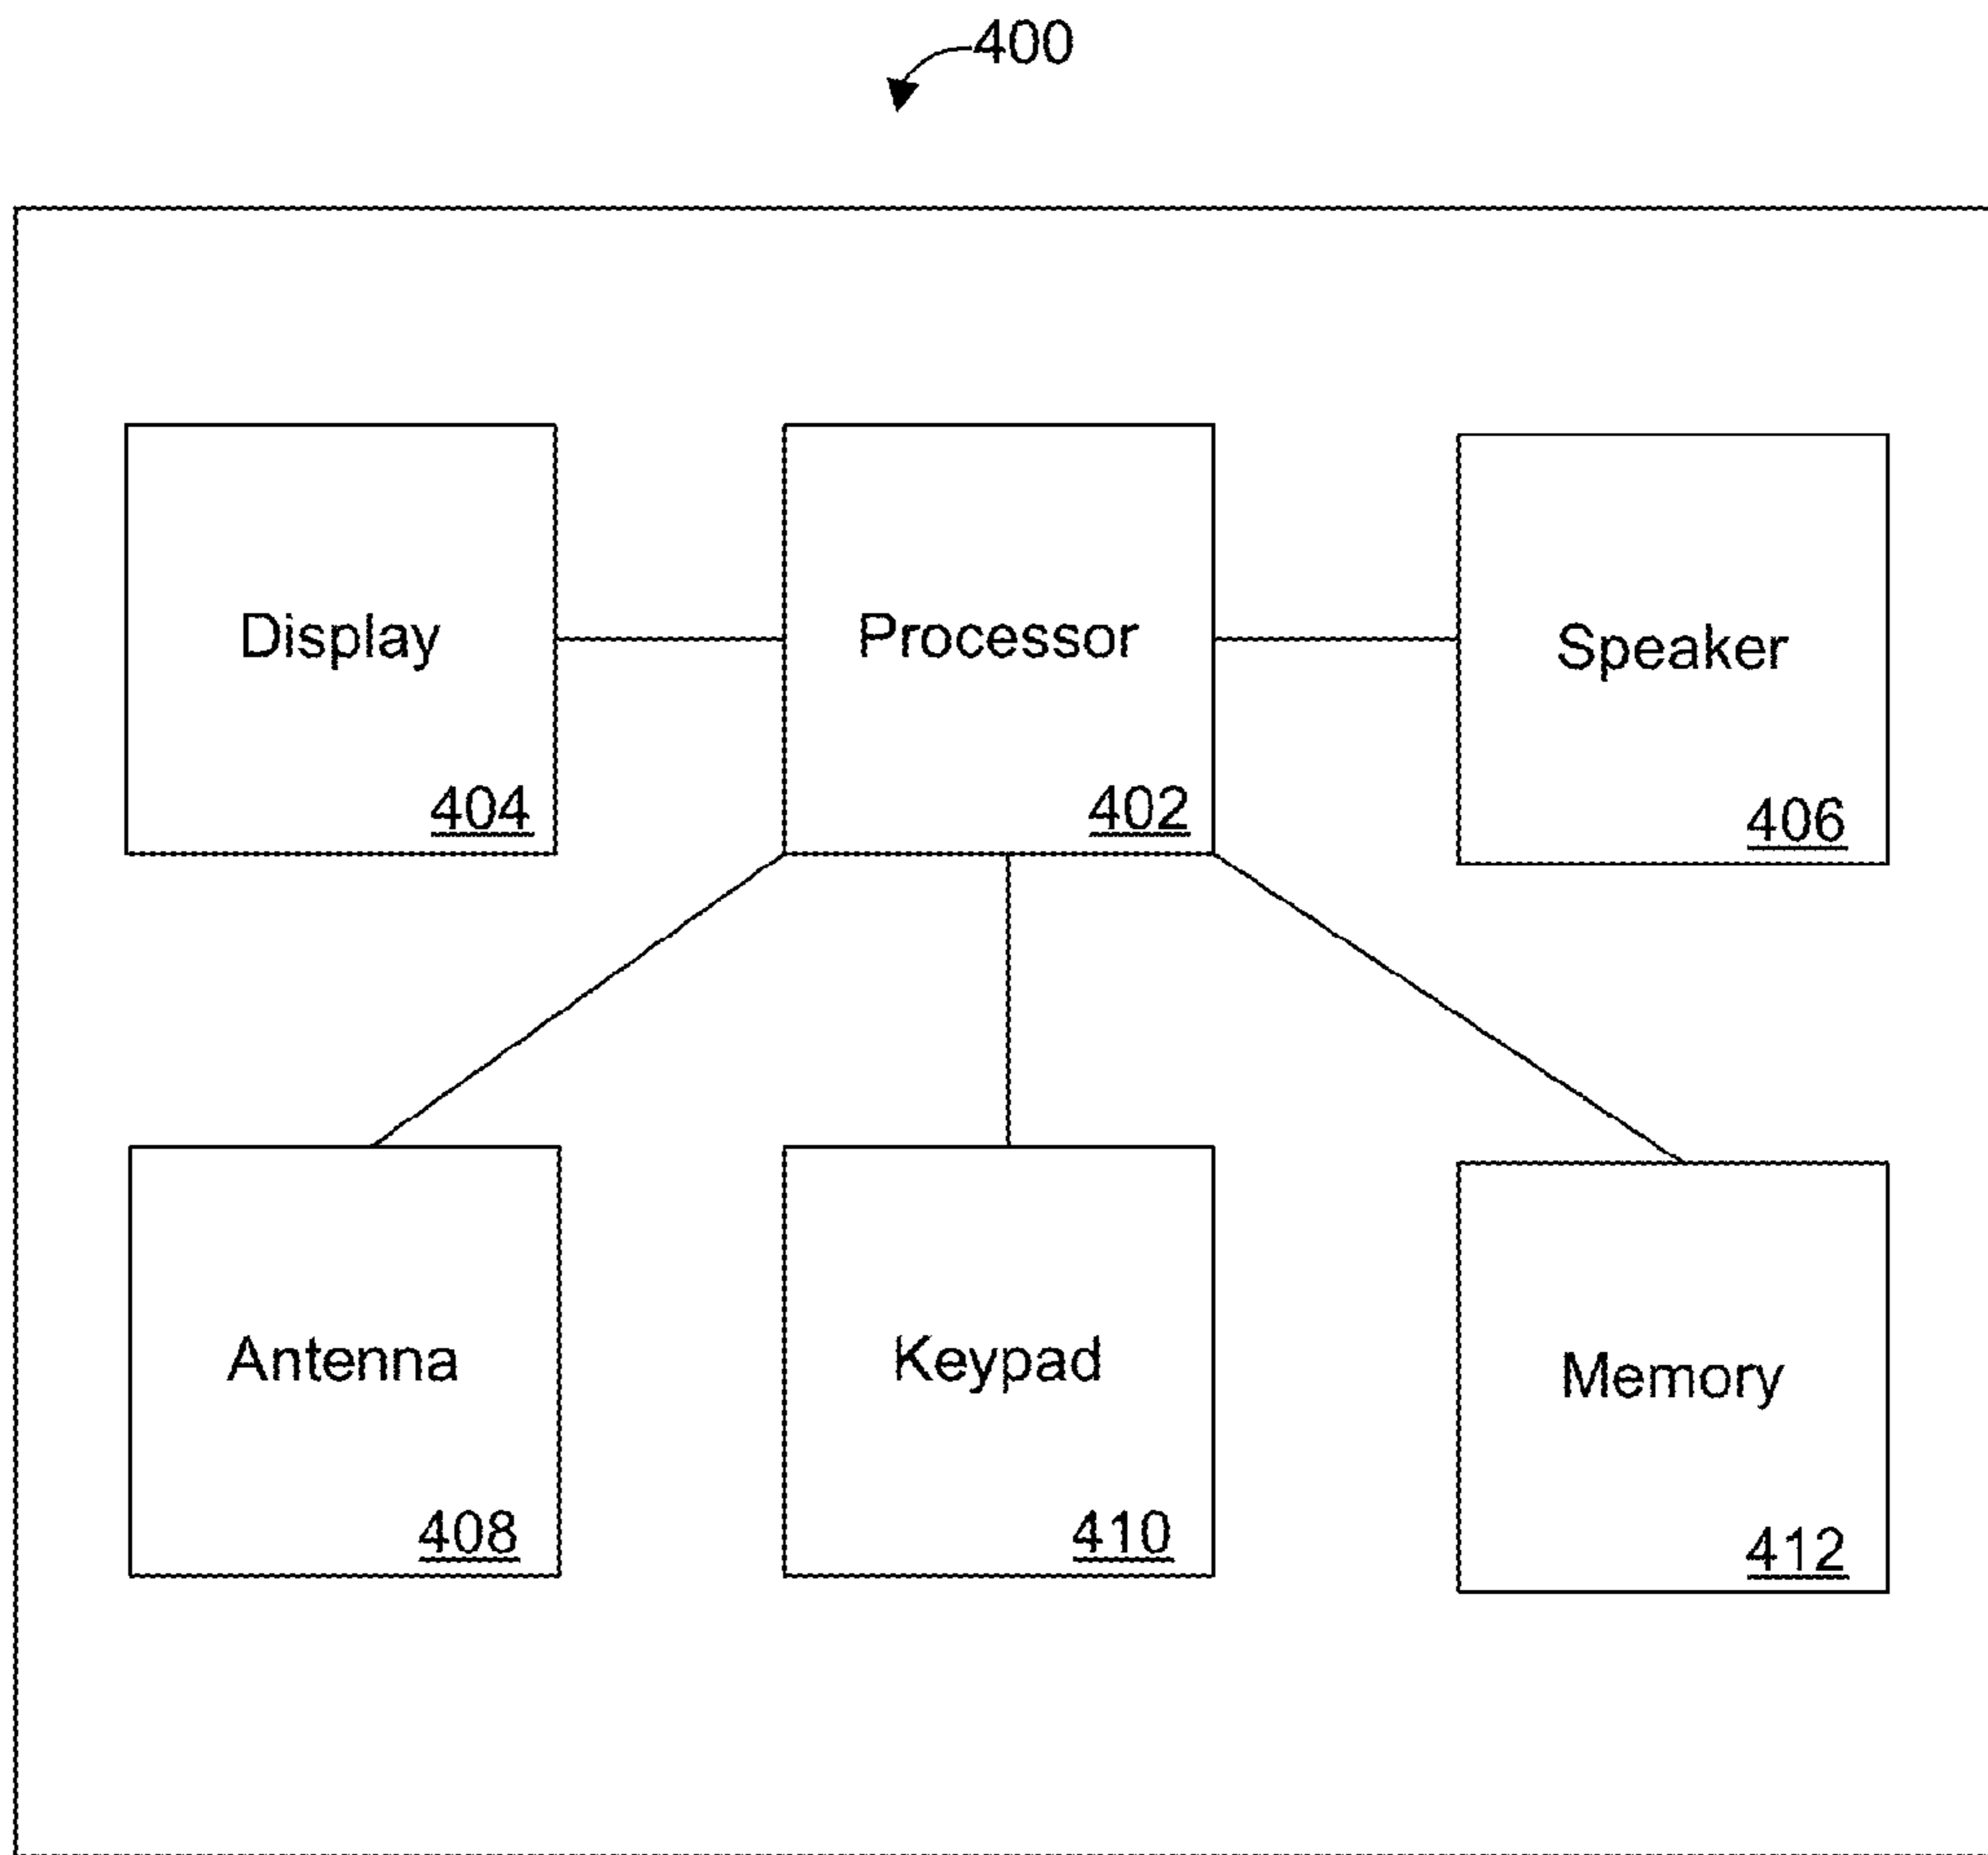 400
Display
404
Processor
402
Speaker
406
Antenna
408
Keypad
410
Memory
412